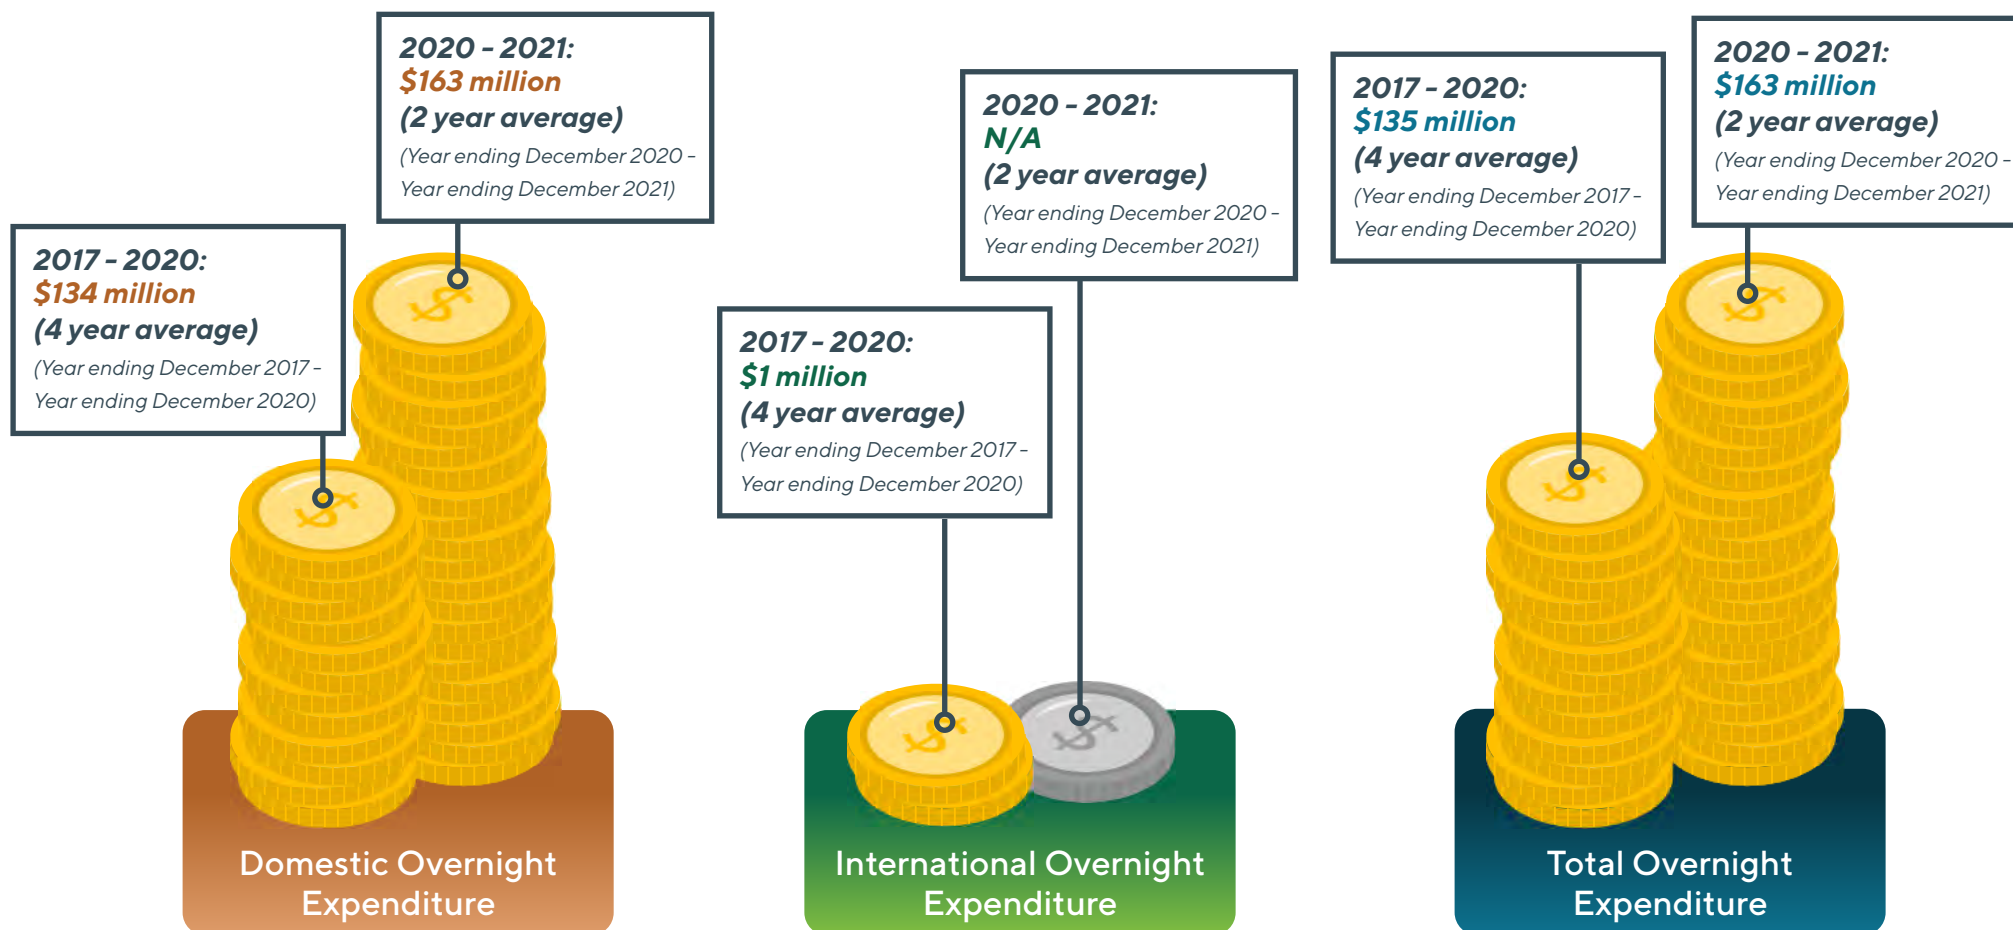 2017 - 2020:
$134 million
(4 year average)
(Year ending December 2017 -
Year ending December 2020)
2020 - 2021:
$163 million
(2 year average)
(Year ending December 2020 -
Year ending December 2021)
Domestic Overnight
Expenditure
2017 - 2020:
$1 million
(4 year average)
(Year ending December 2017 -
Year ending December 2020)
2020 - 2021:
N/A
(2 year average)
(Year ending December 2020 -
Year ending December 2021)
International Overnight
Expenditure
2017 - 2020:
$135 million
(4 year average)
(Year ending December 2017 -
Year ending December 2020)
2020 - 2021:
$163 million
(2 year average)
(Year ending December 2020 -
Year ending December 2021)
Total Overnight
Expenditure